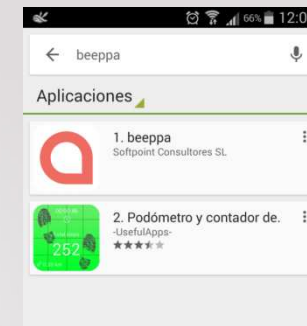 66% 12:0
beeppa
Aplicaciones
1. beeppa
Softpoint Consultores SL
2. Podómetro y contador de.
-UsefulApps-
252